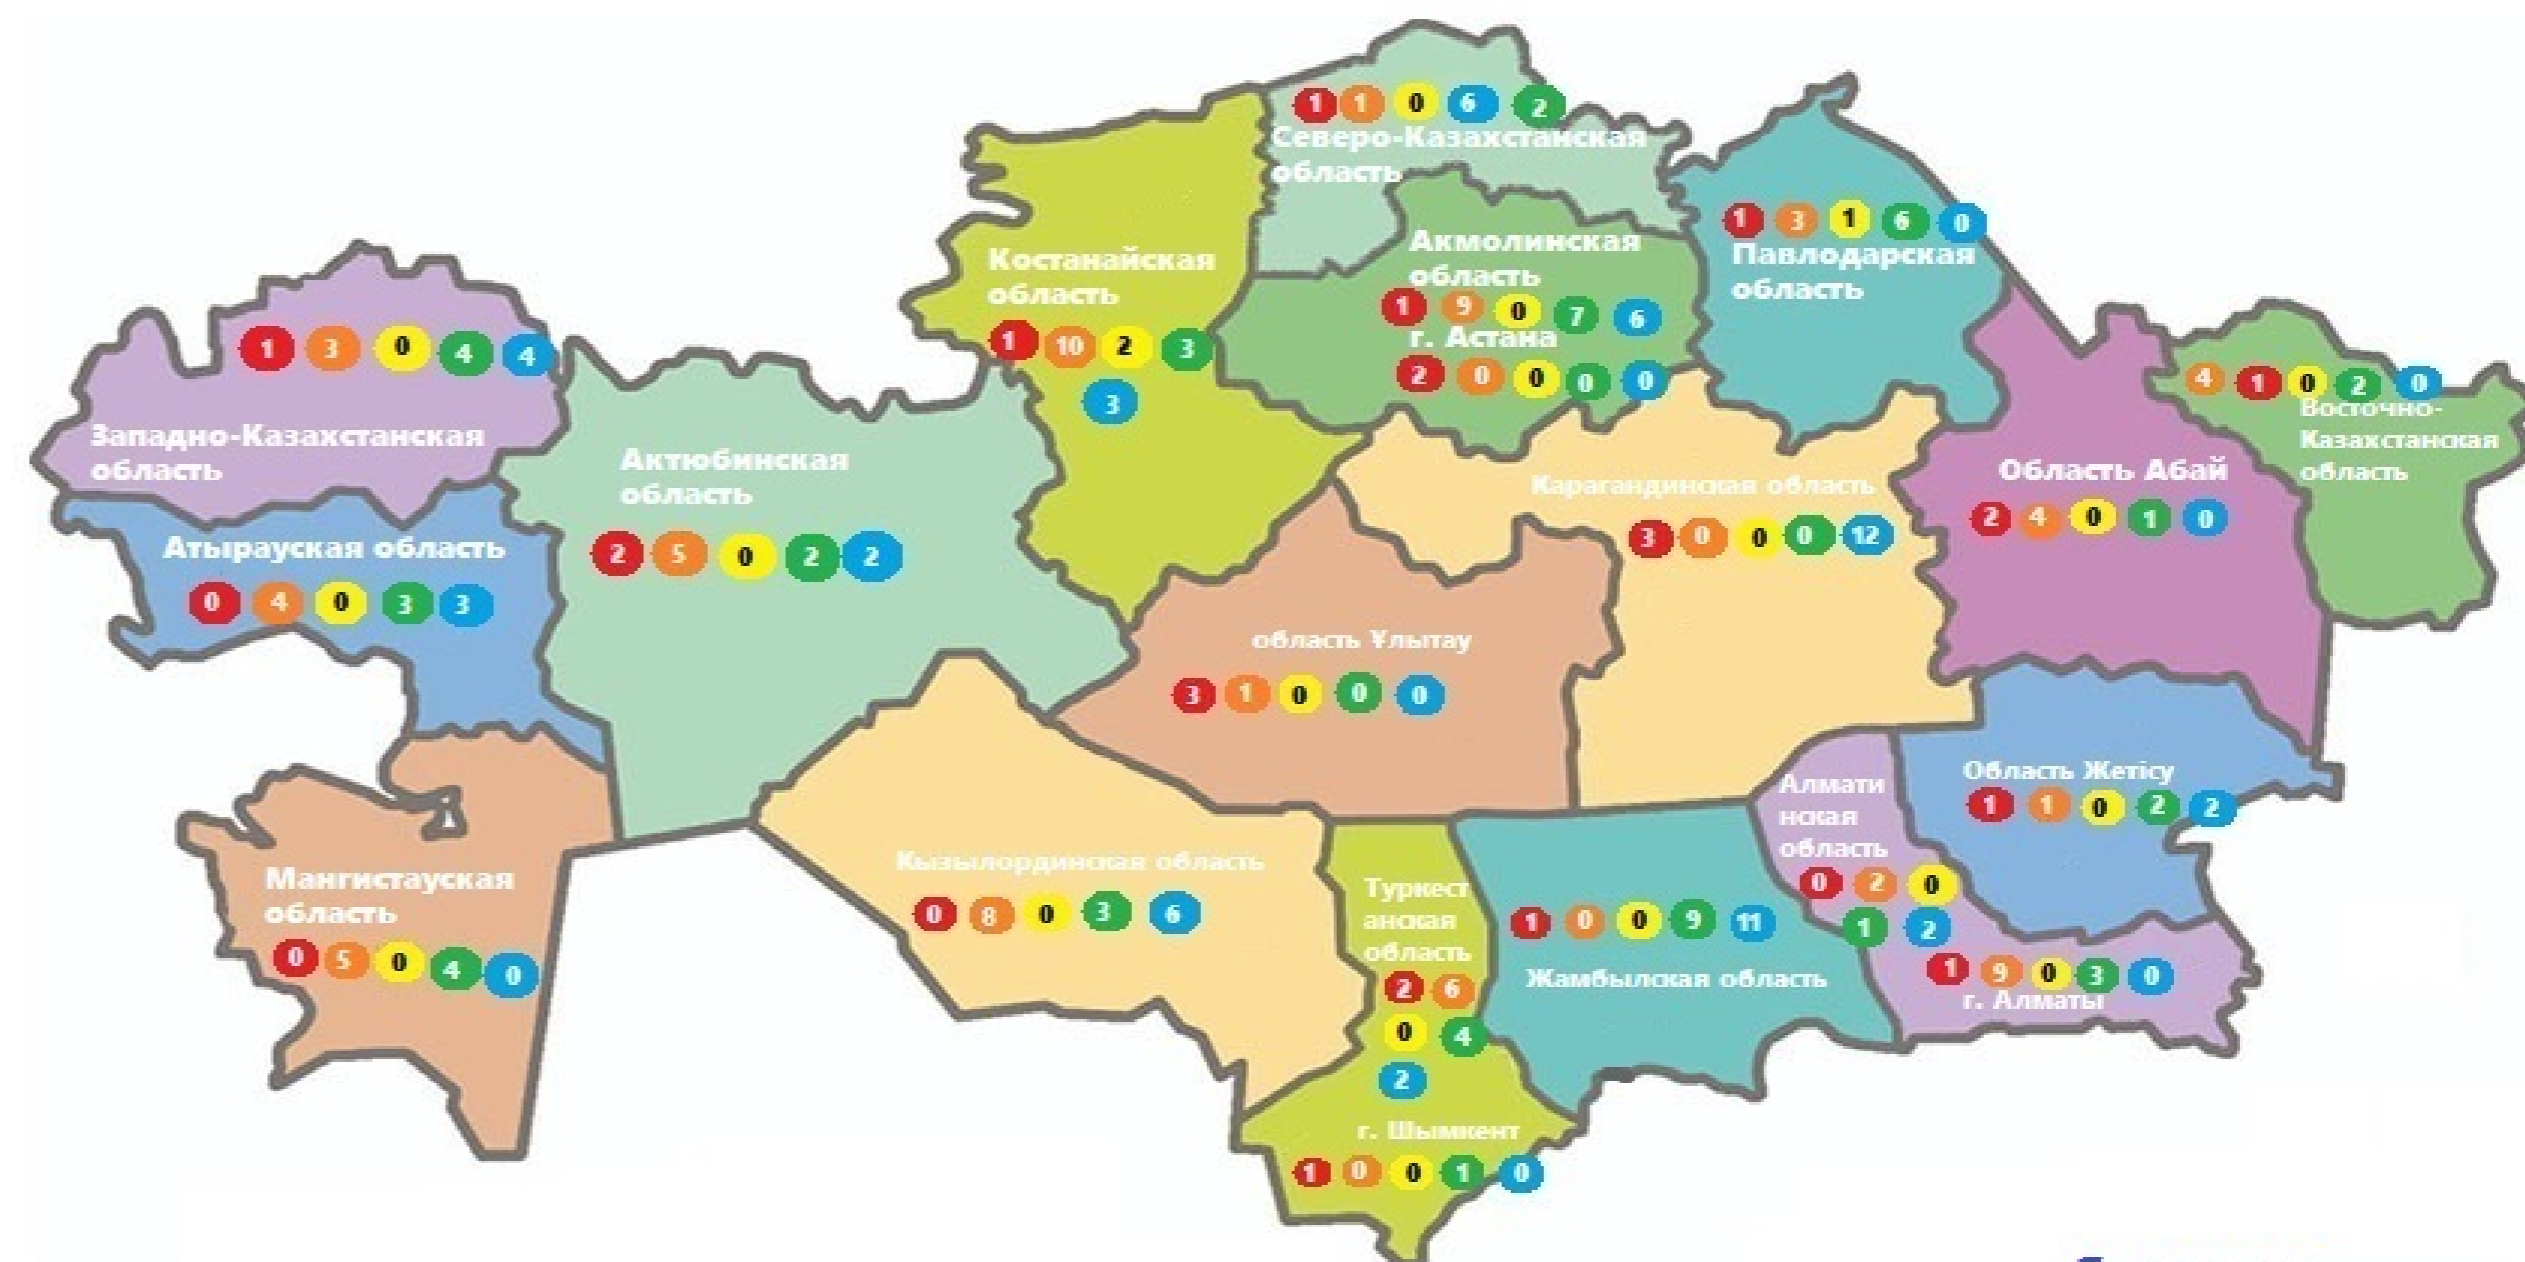 1 1 0 6 2
Северо-Казахстанская
область
1 3 1 6 0
Павлодарская
область
Акмолинская
область
1 9 0 7 6
г. Астана
2 0 0 0 0
Костанайская
область
1 10 2 3
3
1 3 0 4 4
Западно-Казахстанская
область
4 1 0 2 0
Восточно-
Казахстанская
область
Актюбинская
область
2 5 0 2 2
Карагандинская область
3 0 0 0 12
Область Абай
2 4 0 1 0
Атырауская область
0 4 0 3 3
область Ұлытау
3 1 0 0 0
Область Жетісу
1 1 0 2 2
Алмати
нская
область
0 2 0
1 2
1 9 0 3 0
г. Алматы
Мангистауская
область
0 5 0 4 0
Кызылординская область
0 8 0 3 6
Туркест
анская
область
2 6
0 4
2
1 0 0 9 11
Жамбылская область
г. Шымкент
1 0 0 1 0